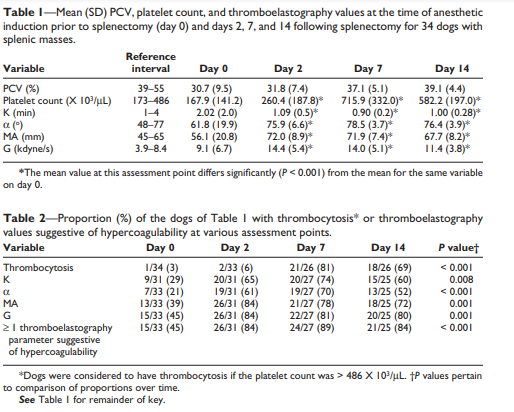 Table 1—Mean (SD) PCV, platelet count, and thromboelastography values at the time of anesthetic
induction prior to splenectomy (day 0) and days 2, 7, and 14 following splenectomy for 34 dogs with
splenic masses.
Reference
Variable interval Day 0 Day 2 Day 7 Day 14
PCV (%) 39–55 30.7 (9.5) 31.8 (7.4) 37.1 (5.1) 39.1 (4.4)
Platelet count (X 10³/μL) 173–486 167.9 (141.2) 260.4 (187.8)* 715.9 (332.0)* 582.2 (197.0)*
K (min) 1–4 2.02 (2.0) 1.09 (0.5)* 0.90 (0.2)* 1.00 (0.28)*
α (°) 48–77 61.8 (19.9) 75.9 (6.6)* 78.5 (3.7)* 76.4 (3.9)*
MA (mm) 45–65 56.1 (20.8) 72.0 (8.9)* 71.9 (7.4)* 67.7 (8.2)*
G (kdyne/s) 3.9–8.4 9.1 (6.7) 14.4 (5.4)* 14.0 (5.1)* 11.4 (3.8)*
*The mean value at this assessment point differs significantly (P < 0.001) from the mean for the same variable
on day 0.
Table 2—Proportion (%) of the dogs of Table 1 with thrombocytosis* or thromboelastography
values suggestive of hypercoagulability at various assessment points.
Variable Day 0 Day 2 Day 7 Day 14 P value†
Thrombocytosis 1/34 (3) 2/33 (6) 21/26 (81) 18/26 (69) < 0.001
K 9/31 (29) 20/31 (65) 20/27 (74) 15/25 (60) 0.008
α 7/33 (21) 19/31 (61) 19/27 (70) 13/25 (52) < 0.001
MA 13/33 (39) 26/31 (84) 21/27 (78) 18/25 (72) 0.001
G 15/33 (45) 26/31 (84) 22/27 (81) 20/25 (80) 0.001
≥ 1 thromboelastography 15/33 (45) 26/31 (84) 24/27 (89) 21/25 (84) < 0.001
parameter suggestive
of hypercoagulability
*Dogs were considered to have thrombocytosis if the platelet count was > 486 X 10³/μL. †P values pertain
to comparison of proportions over time.
See Table 1 for remainder of key.